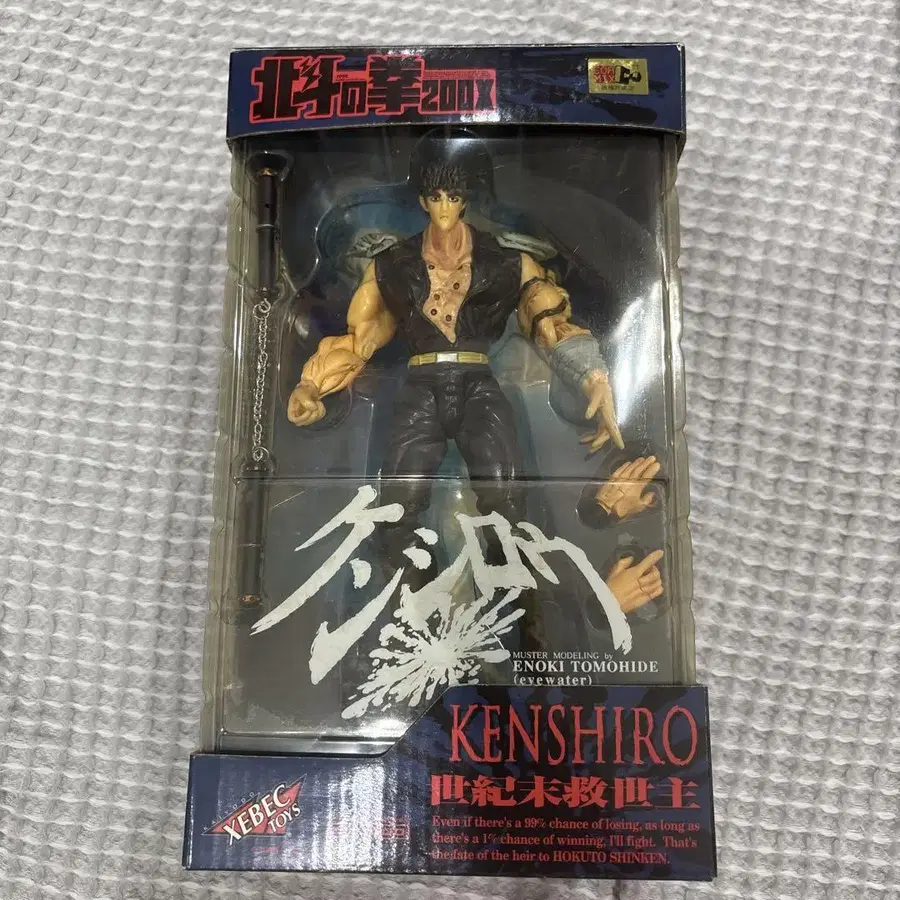 北斗の拳200X
ケンシロウ
MUSTER MODELING by
ENOKI TOMOHIDE
(eyewater)
KENSHIRO
世紀末救世主
XEBEC
TOYS
Even if there's a 99% chance of losing, as long as
there's a 1% chance of winning, I'll fight. That's
the fate of the heir to HOKUTO SHINKEN.